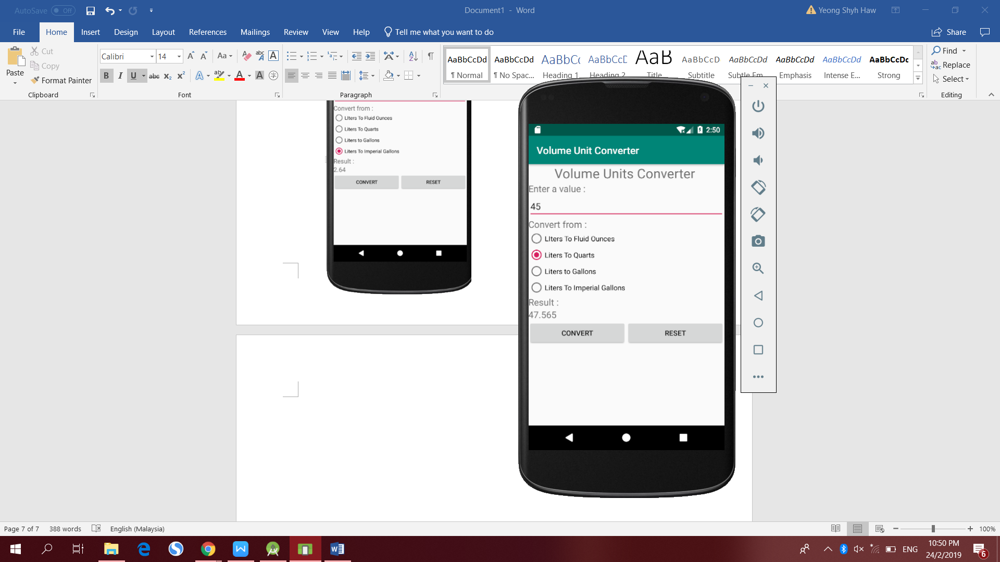 AutoSave Off
Document1 - Word
Yeong Shyh Haw
File Home Insert Design Layout References Mailings Review View Help Tell me what you want to do
Share
Paste
Cut
Copy
Format Painter
Clipboard
Calibri 14
Font
Paragraph
AaBbCcDd AaBbCcDd AaBbCc AaBbCcD AaB AaBbCcD AaBbCcDd AaBbCcDd AaBbCcDd AaBbCcDc
¶ Normal ¶ No Spac... Heading 1 Heading 2 Title Subtitle Subtle Em... Emphasis Intense E... Strong
Find
Replace
Select
Editing
Convert from :
LIters To Fluid Ounces
Liters To Quarts
Liters to Gallons
Liters To Imperial Gallons
Result :
2.64
CONVERT RESET
2:50
Volume Unit Converter
Volume Units Converter
Enter a value :
45
Convert from :
LIters To Fluid Ounces
Liters To Quarts
Liters to Gallons
Liters To Imperial Gallons
Result :
47.565
CONVERT RESET
Page 7 of 7 388 words English (Malaysia)
100%
ENG
10:50 PM
24/2/2019
6